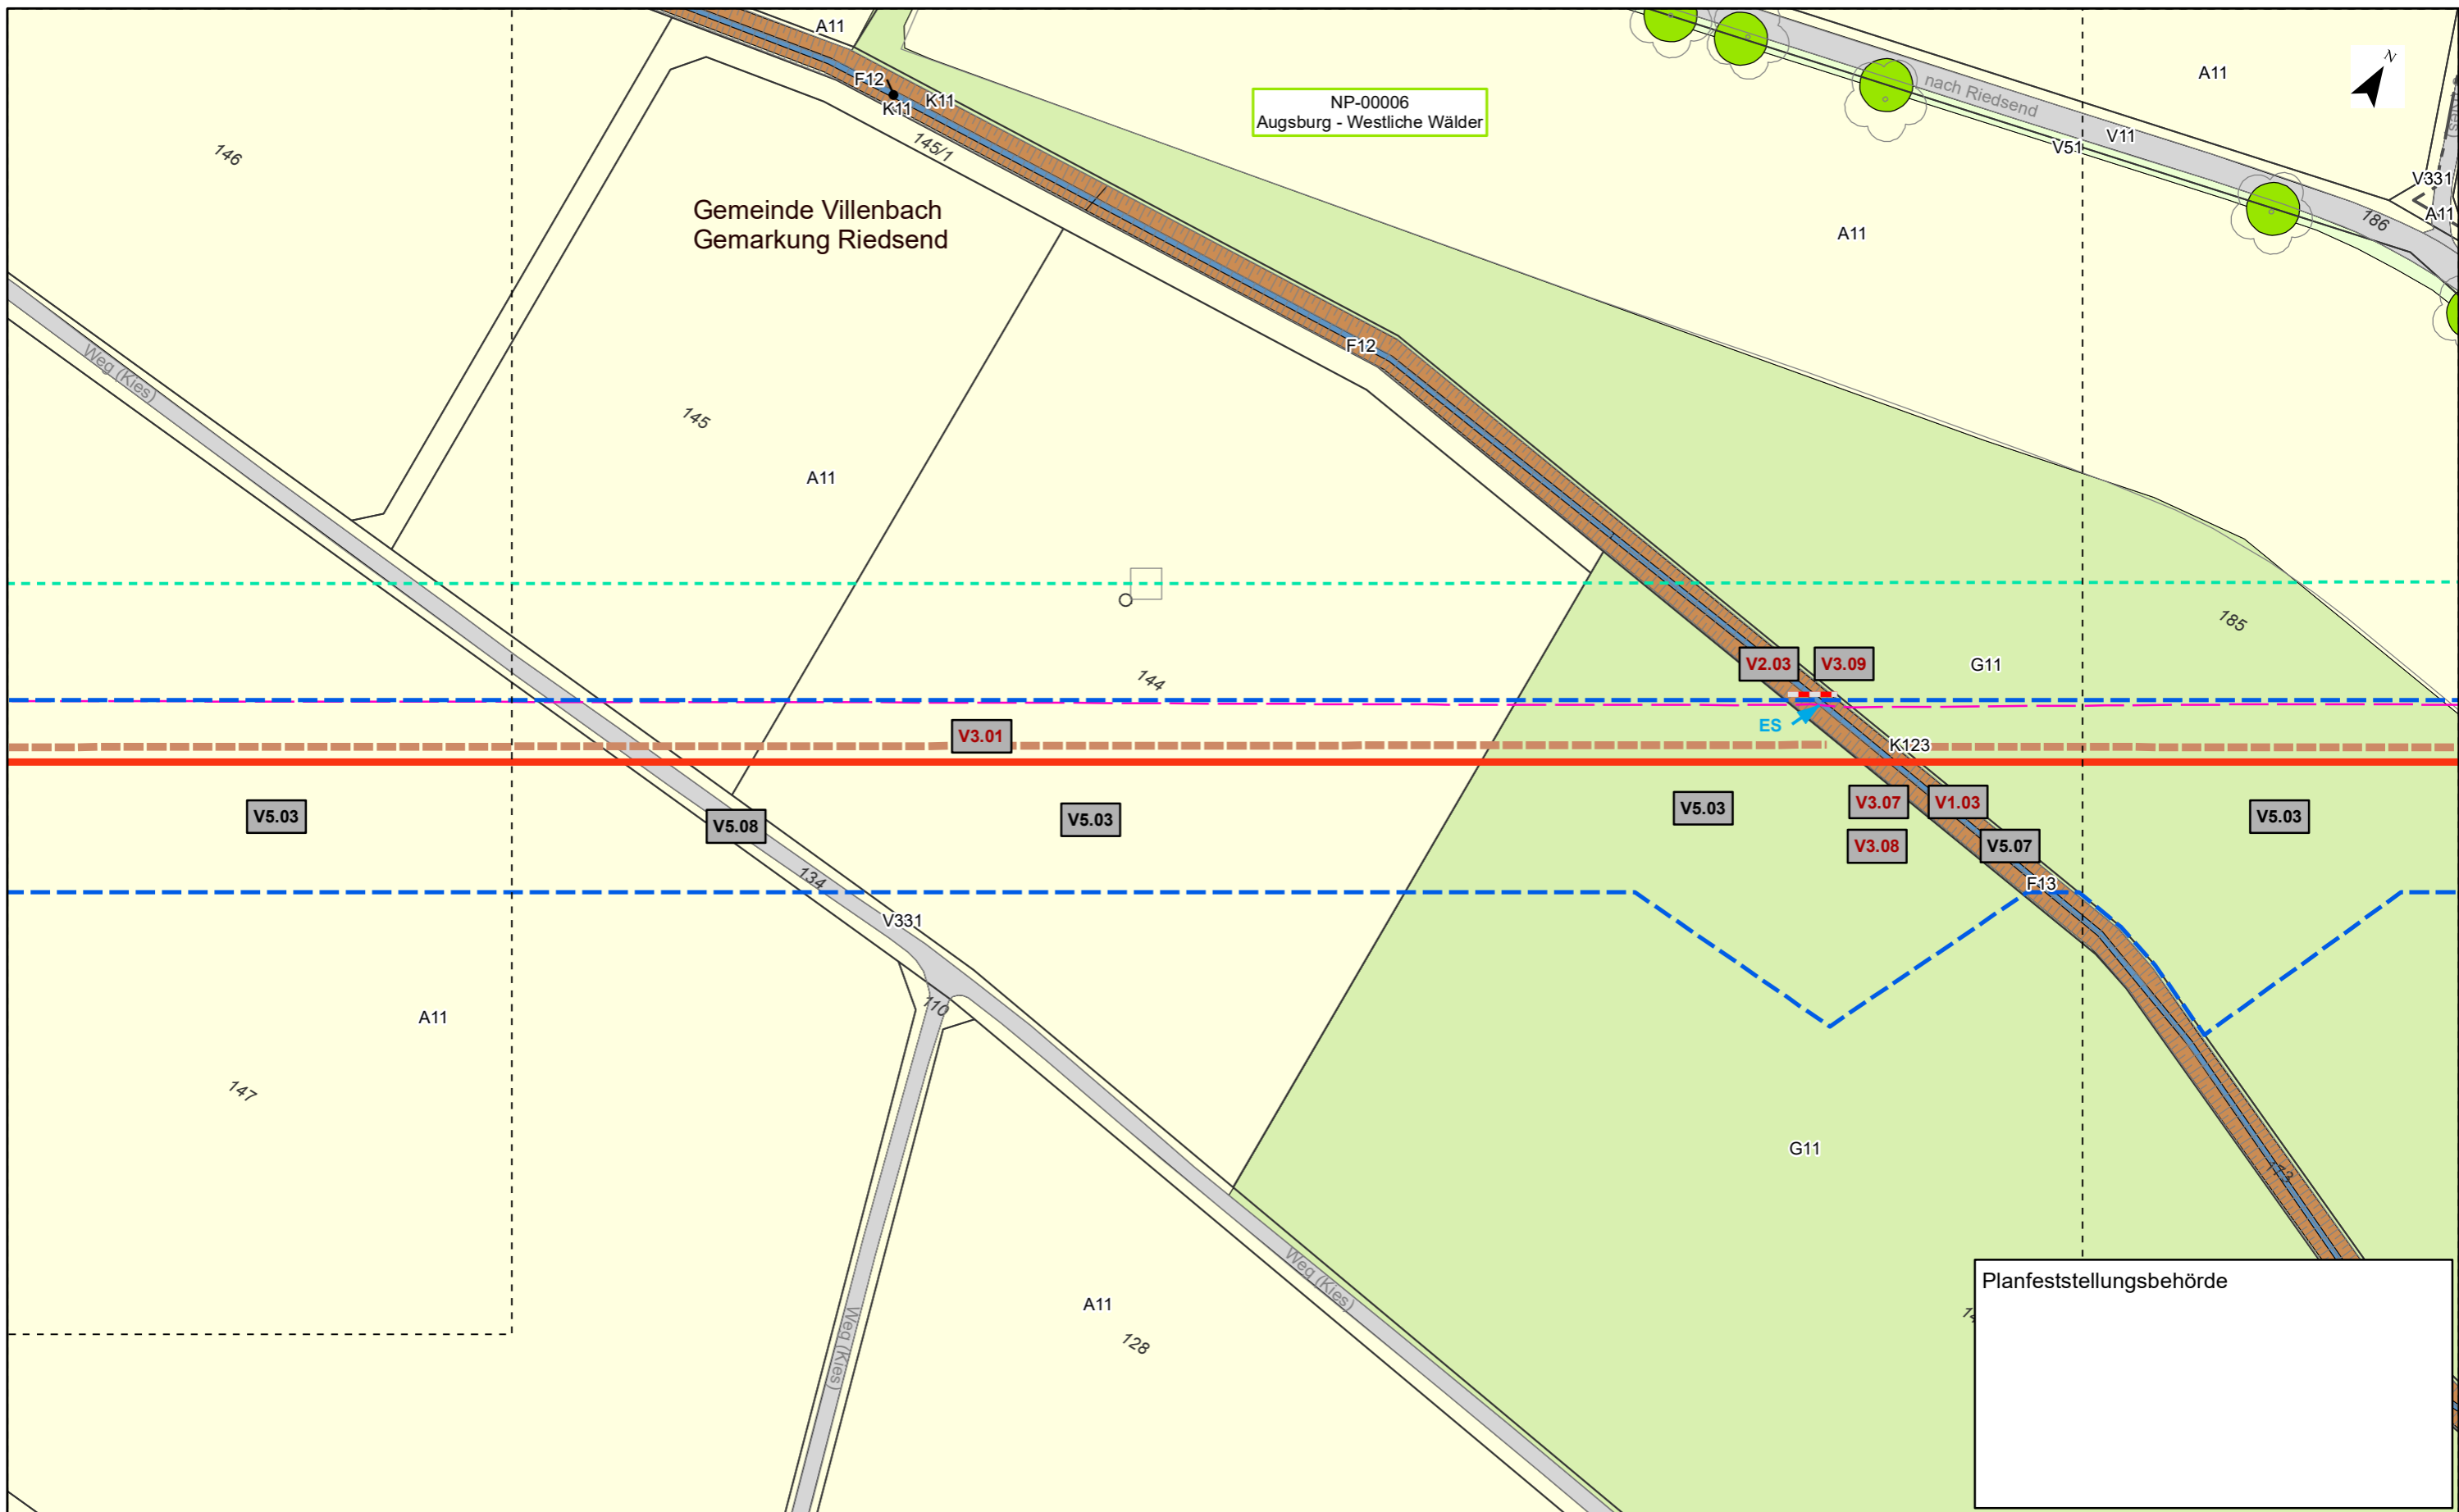 A11
N
F12
K11
K11
NP-00006
Augsburg - Westliche Wälder
nach Riedsend
A11
V11
V51
145/1
146
V331
A11
186
Gemeinde Villenbach
Gemarkung Riedsend
A11
F12
Weg (Kies)
145
A11
185
144
V2.03
V3.09
G11
ES
V3.01
K123
V5.03
V5.08
V5.03
V5.03
V3.07
V1.03
V5.03
V3.08
V5.07
134
F13
V331
110
A11
147
G11
173
Weg (Kies)
Planfeststellungsbehörde
A11
128
Weg (Kies)